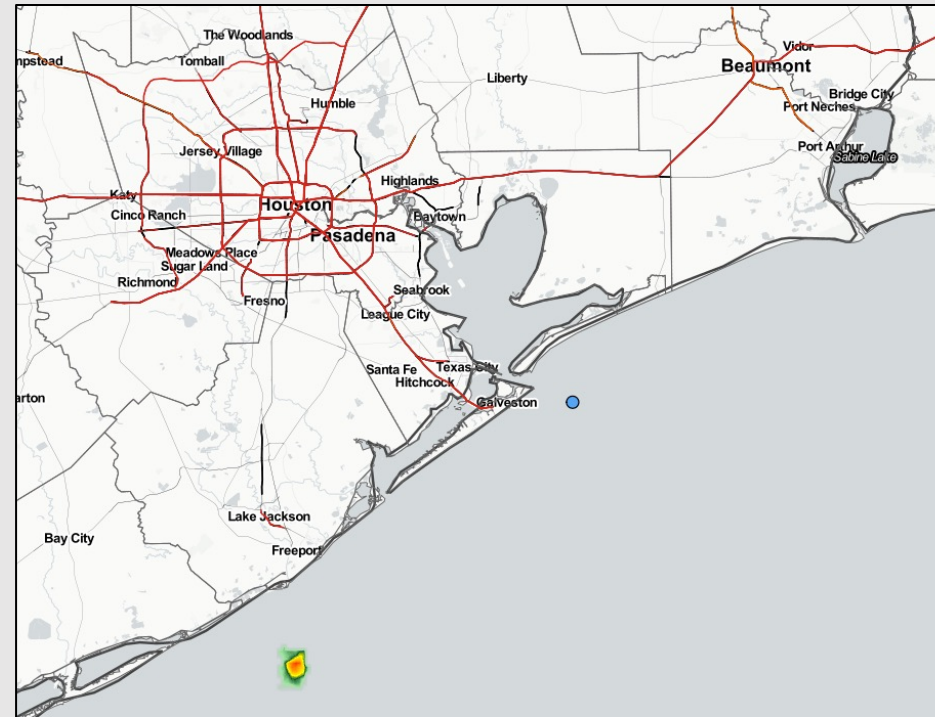 The Woodlands
Vidor
mpstead
Tomball
Beaumont
Liberty
Bridge City
Humble
Port Neches
Jersey Village
Port Arthur
Sabine Lake
Highlands
Katy
Houston
Cinco Ranch
Baytown
Pasadena
Meadows Place
Sugar Land
Richmond
Seabrook
Fresno
League City
Santa Fe
Texas City
Hitchcock
arton
Galveston
Lake Jackson
Bay City
Freeport